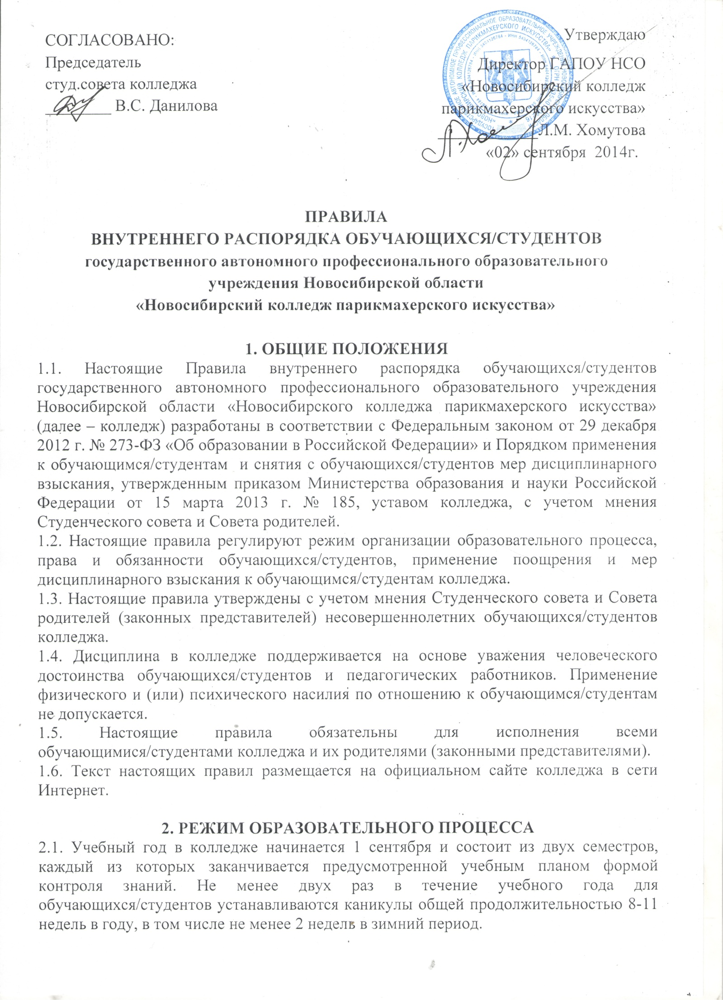 СОГЛАСОВАНО:
Председатель
студ.совета колледжа
В.С. Данилова
Утверждаю
Директор ГАПОУ НСО
«Новосибирский колледж
парикмахерского искусства»
Л.М. Хомутова
«02» сентября 2014г.
ПРАВИЛА
ВНУТРЕННЕГО РАСПОРЯДКА ОБУЧАЮЩИХСЯ/СТУДЕНТОВ
государственного автономного профессионального образовательного
учреждения Новосибирской области
«Новосибирский колледж парикмахерского искусства»
1. ОБЩИЕ ПОЛОЖЕНИЯ
1.1. Настоящие Правила внутреннего распорядка обучающихся/студентов
государственного автономного профессионального образовательного учреждения
Новосибирской области «Новосибирского колледжа парикмахерского искусства»
(далее – колледж) разработаны в соответствии с Федеральным законом от 29 декабря
2012 г. № 273-ФЗ «Об образовании в Российской Федерации» и Порядком применения
к обучающимся/студентам и снятия с обучающихся/студентов мер дисциплинарного
взыскания, утвержденным приказом Министерства образования и науки Российской
Федерации от 15 марта 2013 г. № 185, уставом колледжа, с учетом мнения
Студенческого совета и Совета родителей.
1.2. Настоящие правила регулируют режим организации образовательного процесса,
права и обязанности обучающихся/студентов, применение поощрения и мер
дисциплинарного взыскания к обучающимся/студентам колледжа.
1.3. Настоящие правила утверждены с учетом мнения Студенческого совета и Совета
родителей (законных представителей) несовершеннолетних обучающихся/студентов
колледжа.
1.4. Дисциплина в колледже поддерживается на основе уважения человеческого
достоинства обучающихся/студентов и педагогических работников. Применение
физического и (или) психического насилия по отношению к обучающимся/студентам
не допускается.
1.5. Настоящие правила обязательны для исполнения всеми
обучающимися/студентами колледжа и их родителями (законными представителями).
1.6. Текст настоящих правил размещается на официальном сайте колледжа в сети
Интернет.
2. РЕЖИМ ОБРАЗОВАТЕЛЬНОГО ПРОЦЕССА
2.1. Учебный год в колледже начинается 1 сентября и состоит из двух семестров,
каждый из которых заканчивается предусмотренной учебным планом формой
контроля знаний. Не менее двух раз в течение учебного года для
обучающихся/студентов устанавливаются каникулы общей продолжительностью 8-11
недель в году, в том числе не менее 2 недель в зимний период.